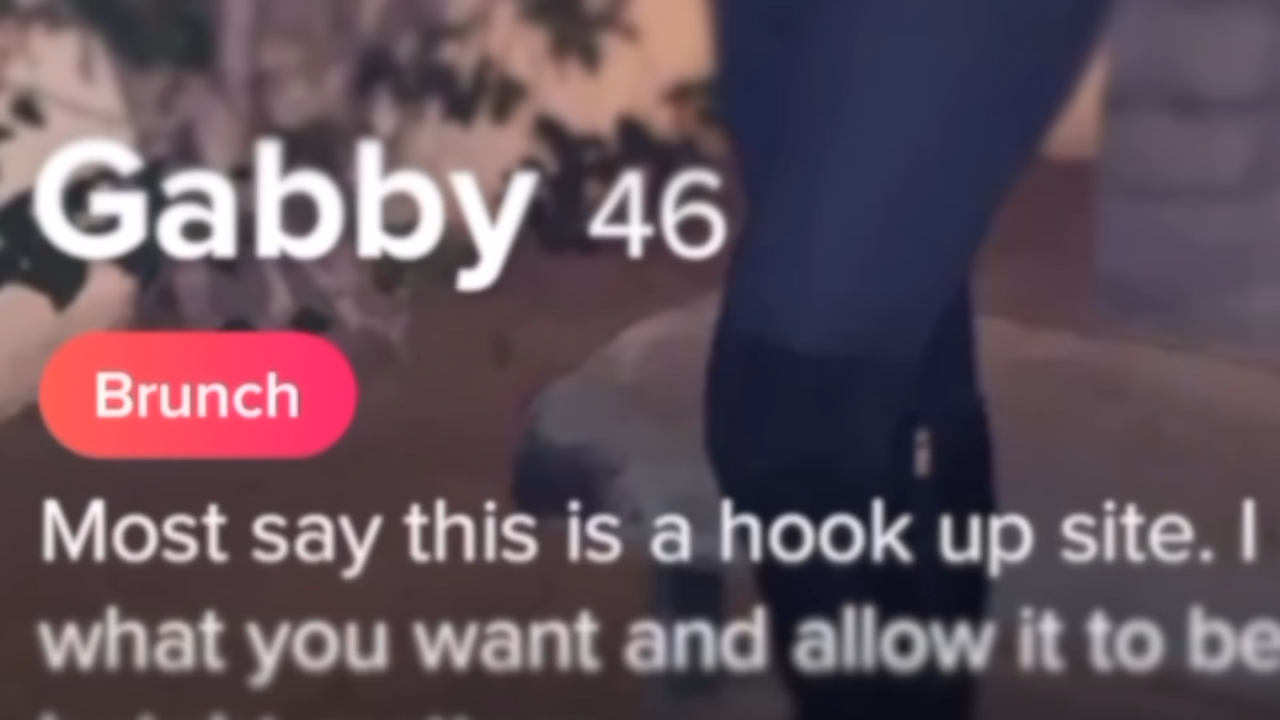 Gabby 46
Brunch
Most say this is a hook up site. I
what you want and allow it to be